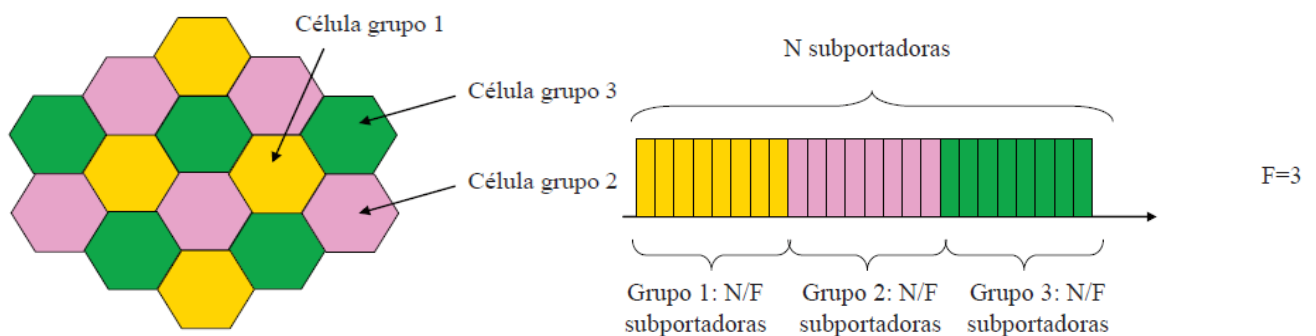 Célula grupo 1
Célula grupo 3
Célula grupo 2
N subportadoras
F=3
Grupo 1: N/F
subportadoras
Grupo 2: N/F
subportadoras
Grupo 3: N/F
subportadoras